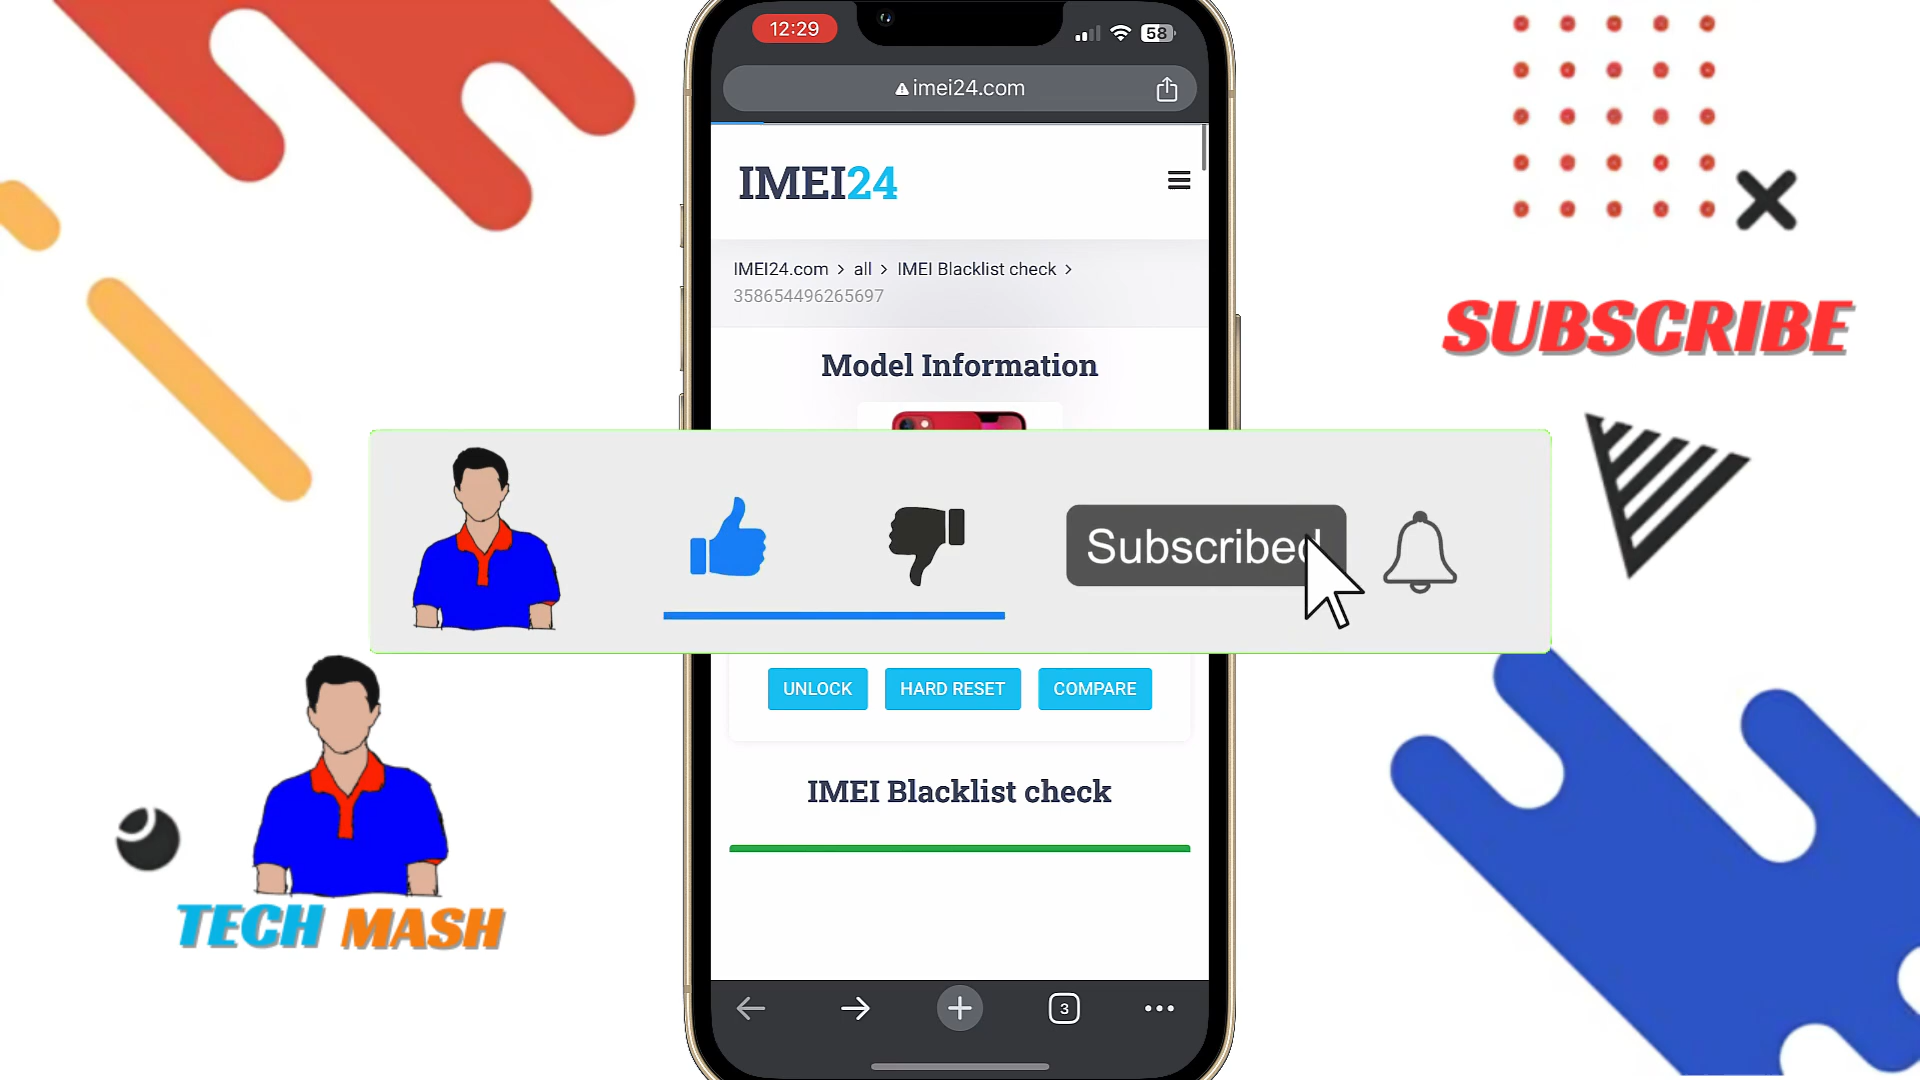 12:29
58
imei24.com
IMEI24
IMEI24.com > all > IMEI Blacklist check >
358654496265697
Model Information
SUBSCRIBE
Subscribed
UNLOCK HARD RESET COMPARE
IMEI Blacklist check
TECH MASH
3